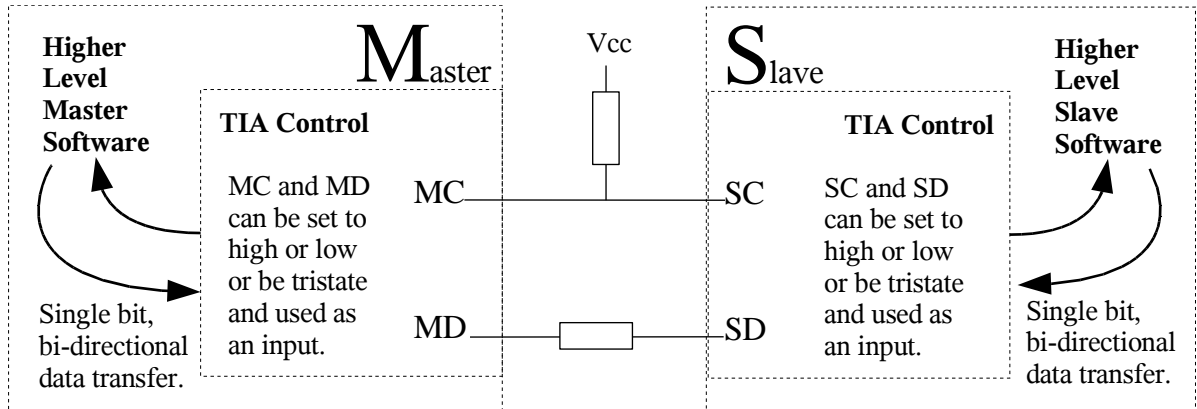 Higher
Level
Master
Software
Master
TIA Control
MC and MD
can be set to
high or low
or be tristate
and used as
an input.
MC
MD
Single bit,
bi-directional
data transfer.
Vcc
Slave
TIA Control
SC
SD
SC and SD
can be set to
high or low
or be tristate
and used as
an input.
Higher
Level
Slave
Software
Single bit,
bi-directional
data transfer.